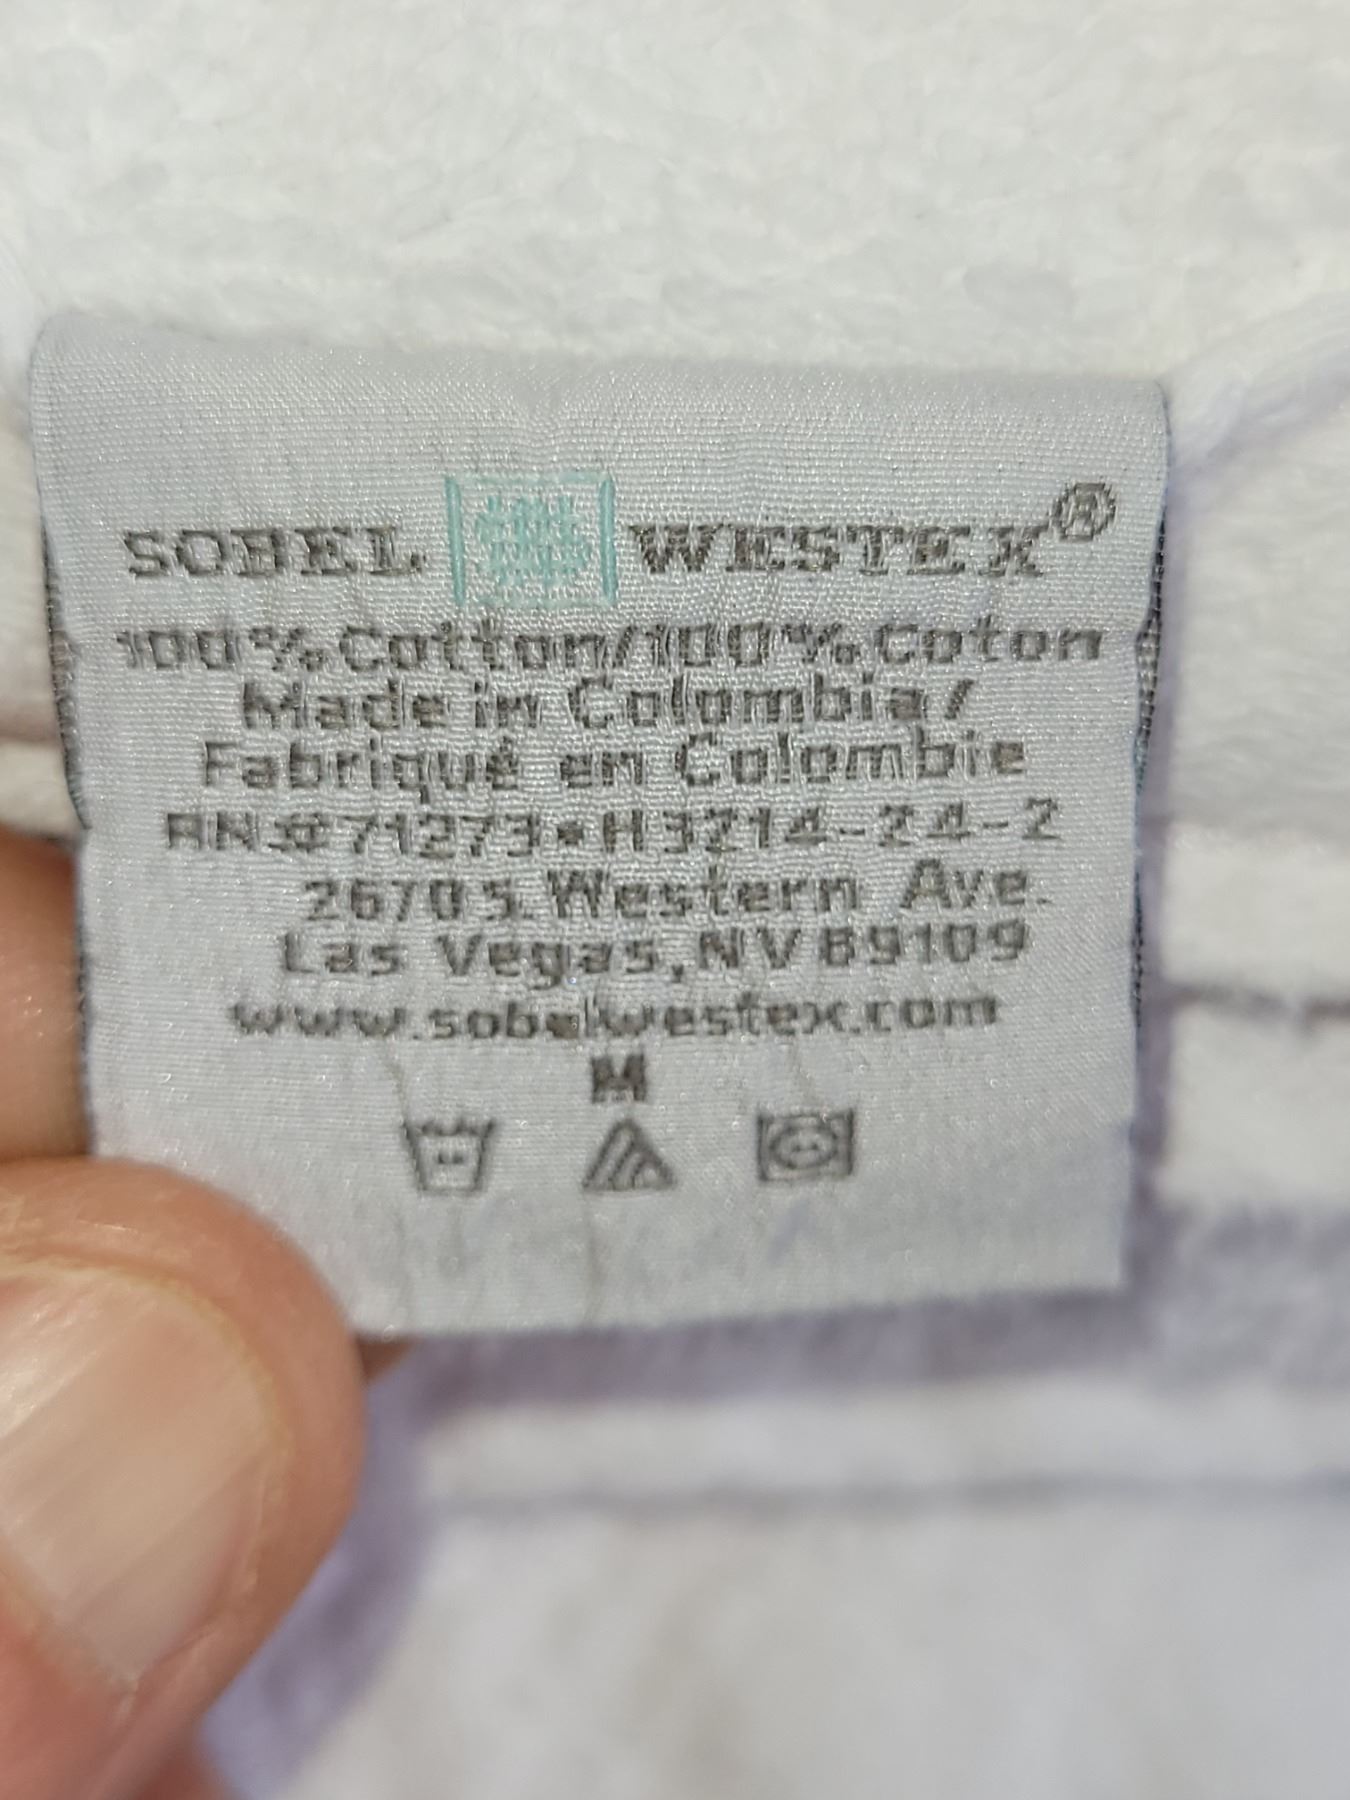 SOBEL WESTEX®
100% Cotton/100% Coton
Made in Colombia/
Fabriqué en Colombie
RN#71273•H3214-24-2
2670 S. Western Ave.
Las Vegas, NV 89109
www.sobelwestex.com
M